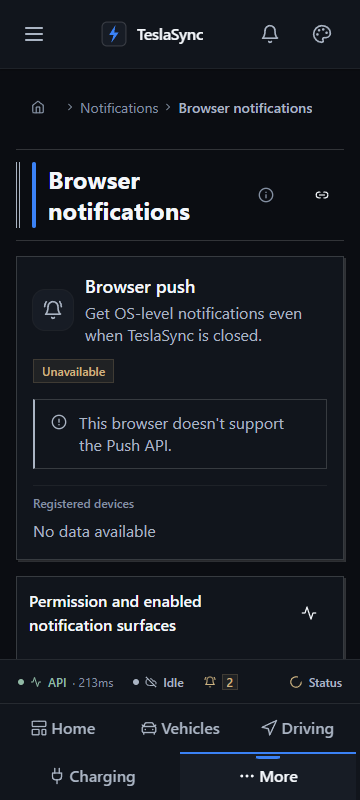 TeslaSync
Notifications
Browser notifications
Browser
notifications
Browser push
Get OS-level notifications even
when TeslaSync is closed.
Unavailable
This browser doesn't support
the Push API.
Registered devices
No data available
Permission and enabled
notification surfaces
API · 213ms
Idle
2
Status
Home
Vehicles
Driving
Charging
More